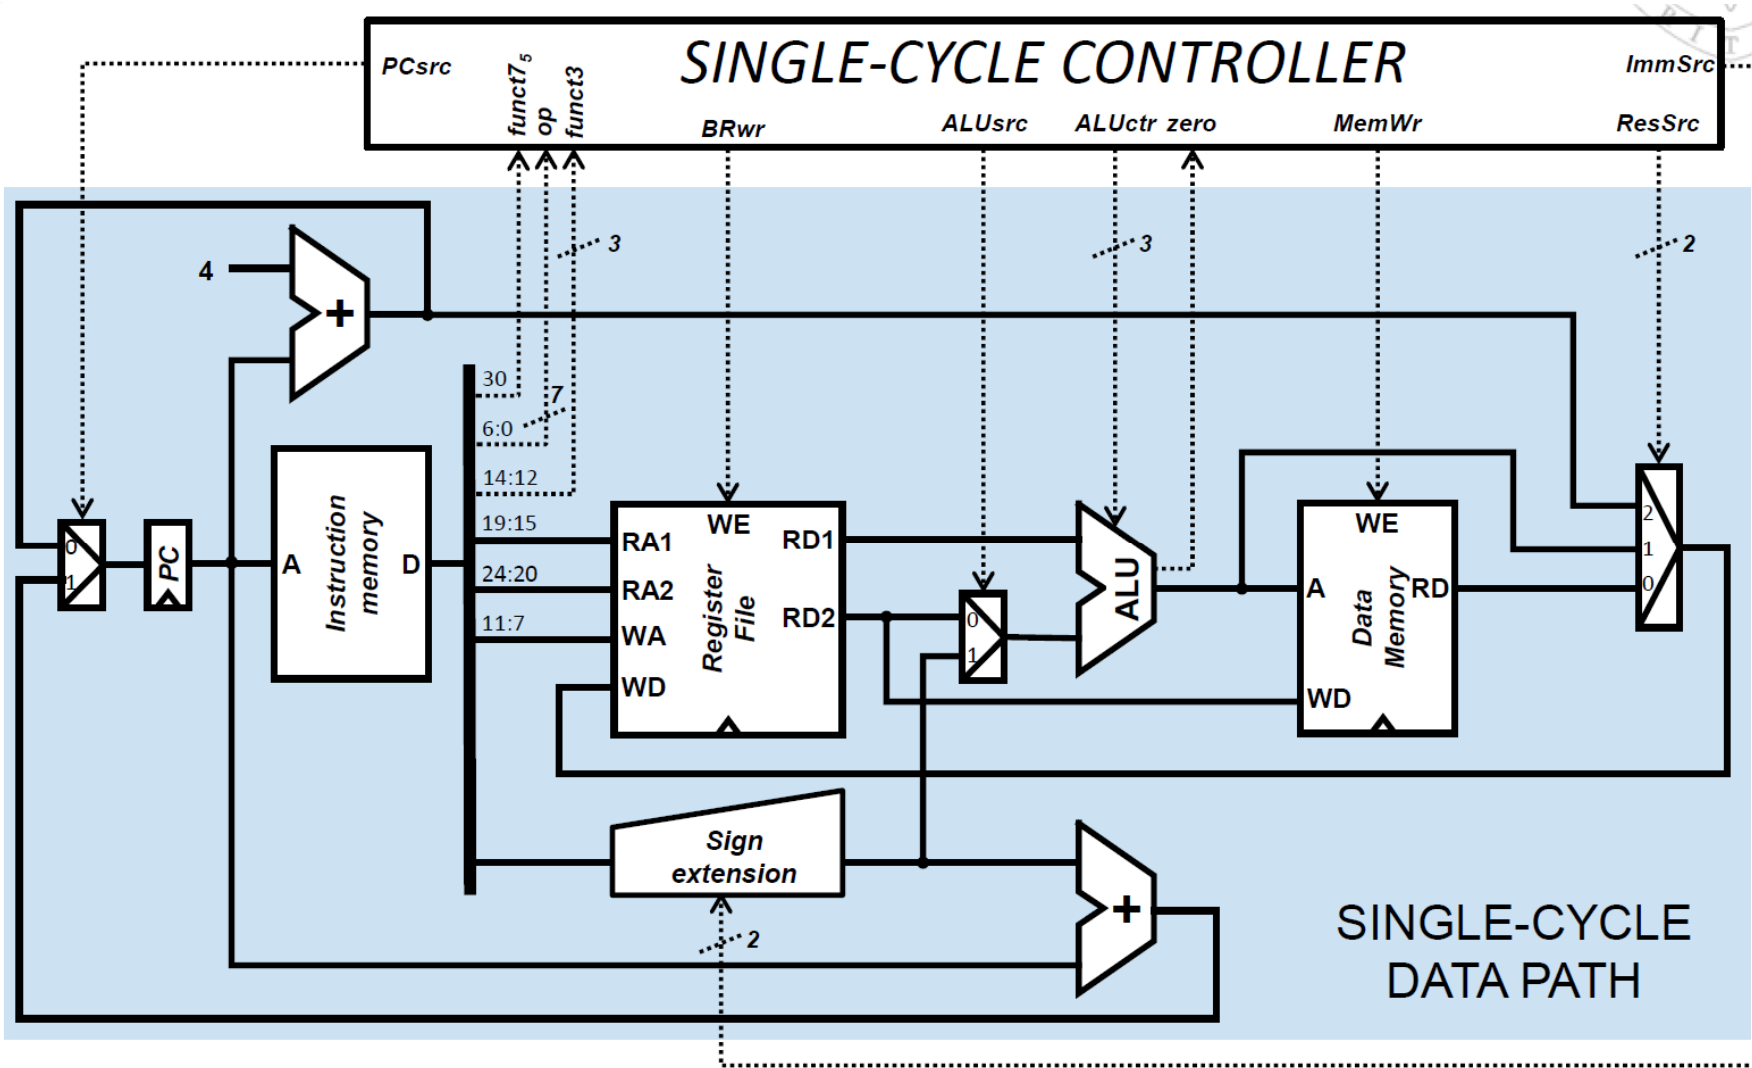 SINGLE-CYCLE CONTROLLER
PCsrc
funct7₅
op
funct3
BRwr
ALUsrc
ALUctr zero
MemWr
ImmSrc
ResSrc
P I T
3
3
2
4
+
30
7
6:0
14:12
19:15
24:20
11:7
0
1
PC
A
Instruction
memory
D
WE
RA1
RA2
WA
WD
Register
File
RD1
RD2
0
1
ALU
WE
A
Data
Memory
RD
WD
2
1
0
Sign
extension
2
+
SINGLE-CYCLE
DATA PATH